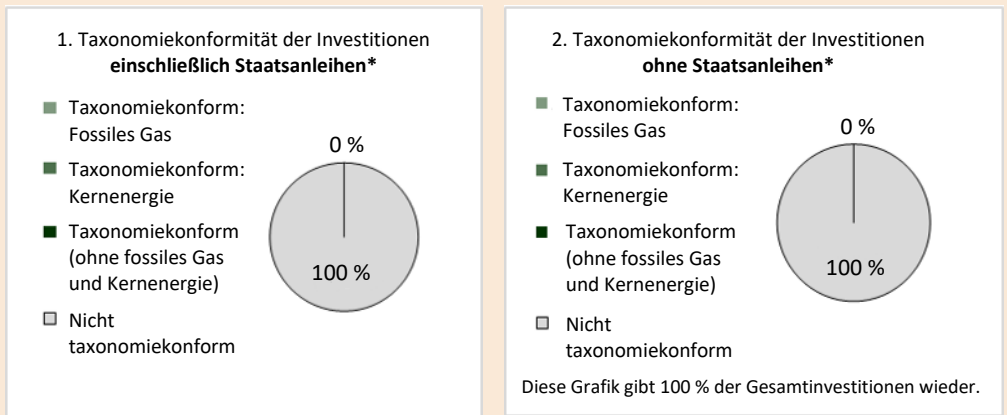 1. Taxonomiekonformität der Investitionen
einschließlich Staatsanleihen*
Taxonomiekonform:
Fossiles Gas
Taxonomiekonform:
Kernenergie
Taxonomiekonform
(ohne fossiles Gas
und Kernenergie)
Nicht
taxonomiekonform
0 %
100 %
2. Taxonomiekonformität der Investitionen
ohne Staatsanleihen*
Taxonomiekonform:
Fossiles Gas
Taxonomiekonform:
Kernenergie
Taxonomiekonform
(ohne fossiles Gas
und Kernenergie)
Nicht
taxonomiekonform
0 %
100 %
Diese Grafik gibt 100 % der Gesamtinvestitionen wieder.